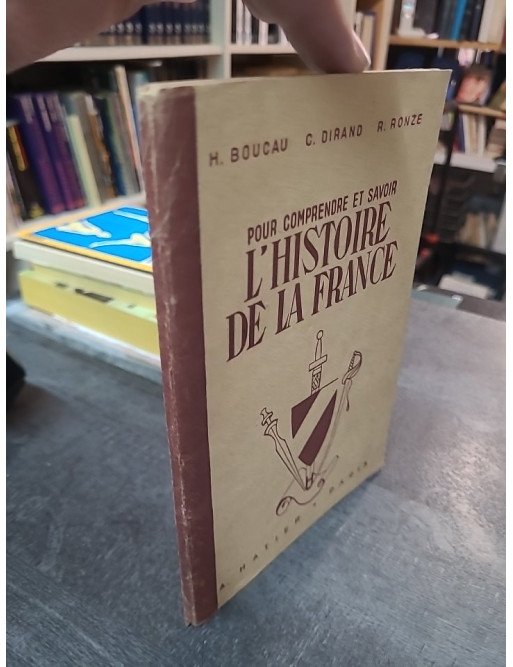 H. BOUCAU G. DIRAND R. RONZE
POUR COMPRENDRE ET SAVOIR
L'HISTOIRE
DE LA FRANCE
A. HATIER • PARIS